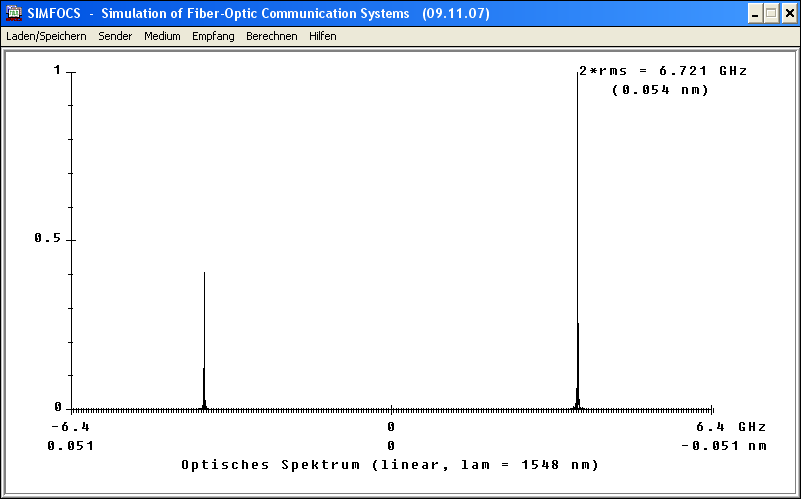 SIMFOCS - Simulation of Fiber-Optic Communication Systems (09.11.07)
Laden/Speichern Sender Medium Empfang Berechnen Hilfen
1
2*rms = 6.721 GHz
(0.054 nm)
0.5
0
-6.4 0 6.4 GHz
0.051 0 -0.051 nm
Optisches Spektrum (linear, lam = 1548 nm)